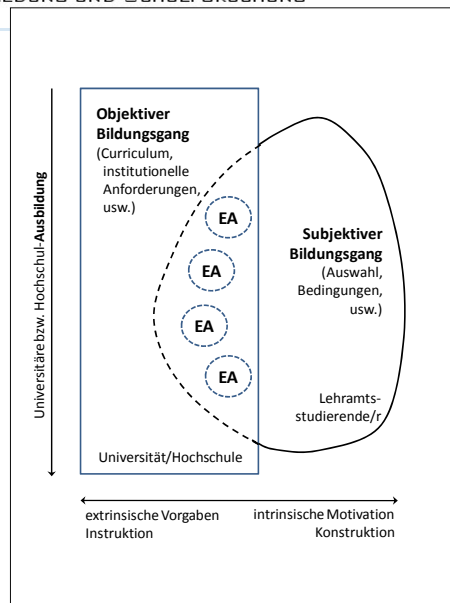 Objektiver
Bildungsgang
(Curriculum,
institutionelle
Anforderungen,
usw.)
EA
EA
EA
EA
Subjektiver
Bildungsgang
(Auswahl,
Bedingungen,
usw.)
Lehramts-
studierende/r
Universität/Hochschule
Universitäre bzw. Hochschul-Ausbildung
extrinsische Vorgaben
Instruktion
intrinsische Motivation
Konstruktion